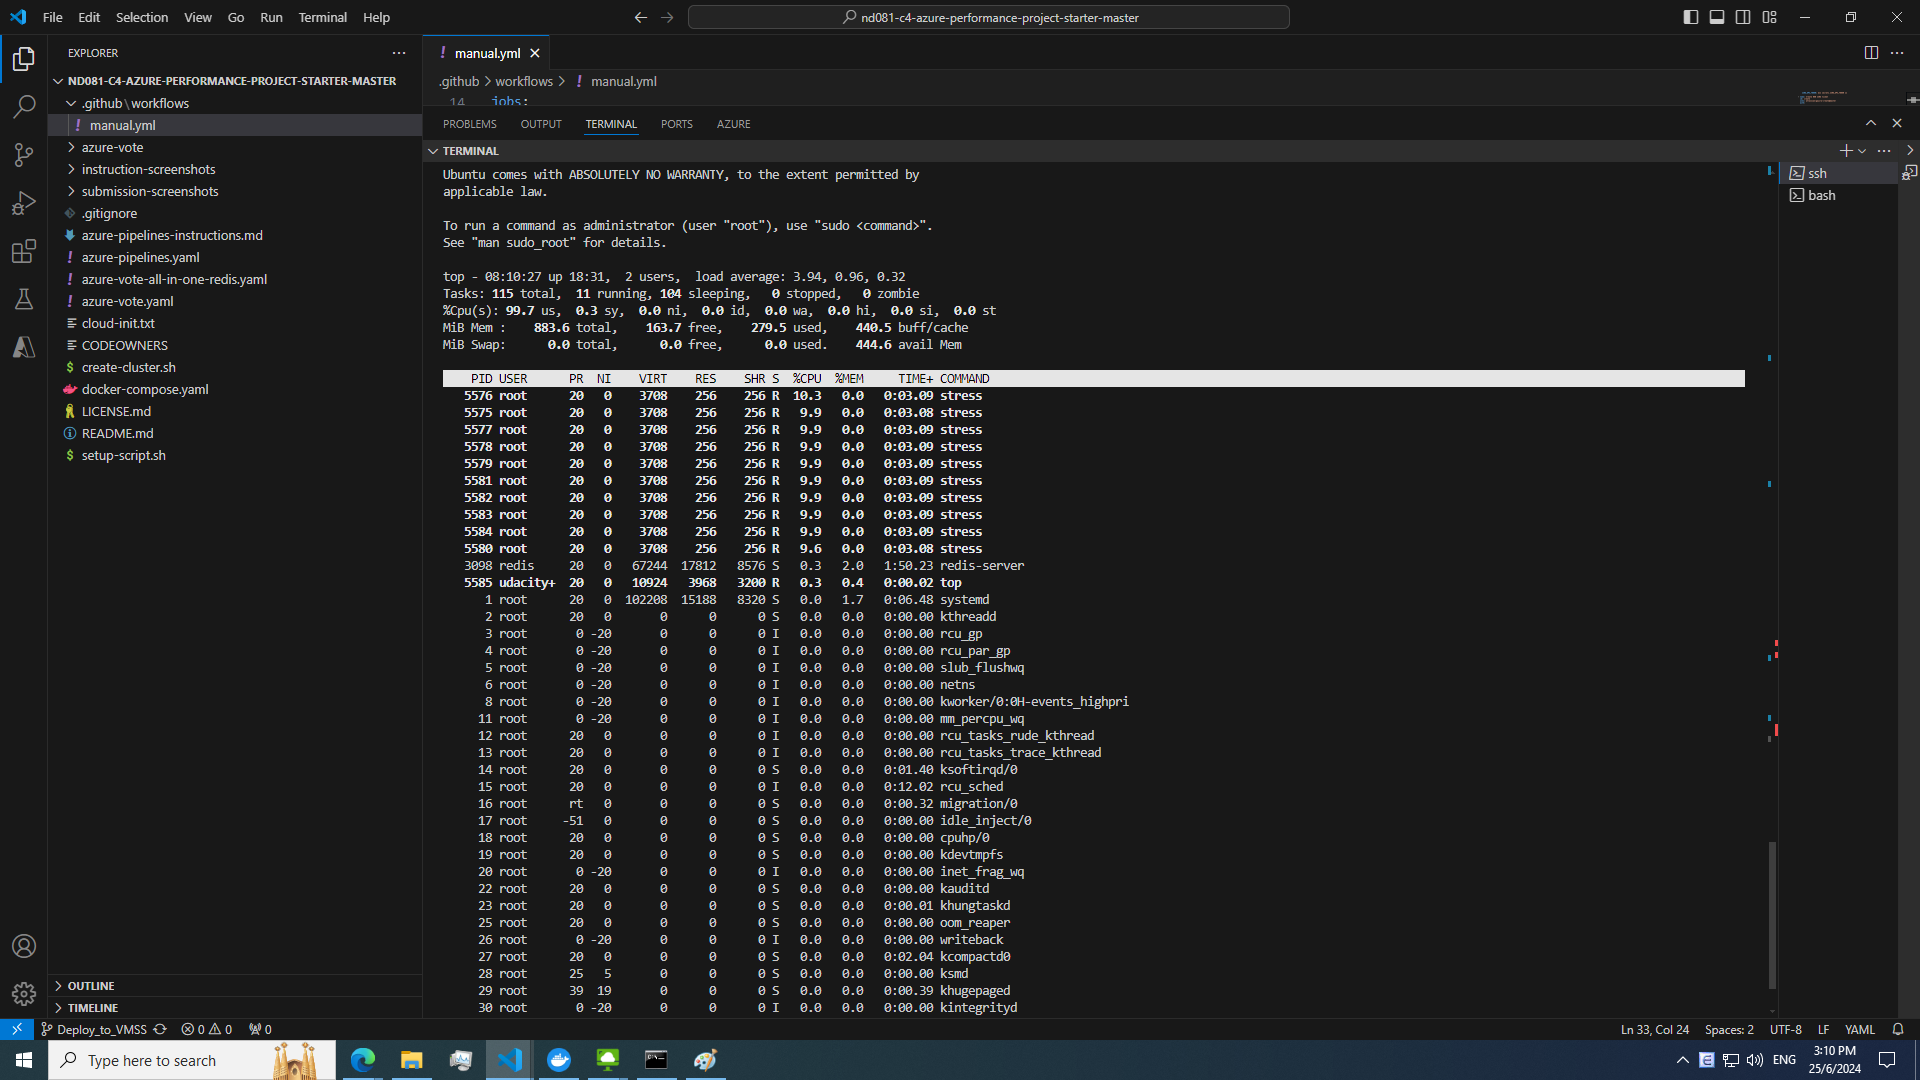 File Edit Selection View Go Run Terminal Help
nd081-c4-azure-performance-project-starter-master
EXPLORER
ND081-C4-AZURE-PERFORMANCE-PROJECT-STARTER-MASTER
.github\workflows
! manual.yml
azure-vote
instruction-screenshots
submission-screenshots
.gitignore
azure-pipelines-instructions.md
! azure-pipelines.yaml
! azure-vote-all-in-one-redis.yaml
! azure-vote.yaml
cloud-init.txt
CODEOWNERS
$ create-cluster.sh
docker-compose.yaml
LICENSE.md
README.md
$ setup-script.sh
OUTLINE
TIMELINE
! manual.yml
.github > workflows > ! manual.yml
14 jobs:
PROBLEMS OUTPUT TERMINAL PORTS AZURE
TERMINAL
ssh
bash
Ubuntu comes with ABSOLUTELY NO WARRANTY, to the extent permitted by
applicable law.
To run a command as administrator (user "root"), use "sudo <command>".
See "man sudo_root" for details.
top - 08:10:27 up 18:31,  2 users,  load average: 3.94, 0.96, 0.32
Tasks: 115 total,  11 running, 104 sleeping,   0 stopped,   0 zombie
%Cpu(s): 99.7 us,  0.3 sy,  0.0 ni,  0.0 id,  0.0 wa,  0.0 hi,  0.0 si,  0.0 st
MiB Mem :    883.6 total,    163.7 free,    279.5 used,    440.5 buff/cache
MiB Swap:      0.0 total,      0.0 free,      0.0 used.    444.6 avail Mem
PID USER      PR  NI    VIRT    RES    SHR S  %CPU  %MEM     TIME+ COMMAND
5576 root      20   0    3708    256    256 R  10.3   0.0   0:03.09 stress
5575 root      20   0    3708    256    256 R   9.9   0.0   0:03.08 stress
5577 root      20   0    3708    256    256 R   9.9   0.0   0:03.09 stress
5578 root      20   0    3708    256    256 R   9.9   0.0   0:03.09 stress
5579 root      20   0    3708    256    256 R   9.9   0.0   0:03.09 stress
5581 root      20   0    3708    256    256 R   9.9   0.0   0:03.09 stress
5582 root      20   0    3708    256    256 R   9.9   0.0   0:03.09 stress
5583 root      20   0    3708    256    256 R   9.9   0.0   0:03.09 stress
5584 root      20   0    3708    256    256 R   9.9   0.0   0:03.09 stress
5580 root      20   0    3708    256    256 R   9.6   0.0   0:03.08 stress
3098 redis     20   0   67244  17812   8576 S   0.3   2.0   1:50.23 redis-server
5585 udacity+  20   0   10924   3968   3200 R   0.3   0.4   0:00.02 top
1 root      20   0  102208  15188   8320 S   0.0   1.7   0:06.48 systemd
2 root      20   0       0      0      0 S   0.0   0.0   0:00.00 kthreadd
3 root       0 -20       0      0      0 I   0.0   0.0   0:00.00 rcu_gp
4 root       0 -20       0      0      0 I   0.0   0.0   0:00.00 rcu_par_gp
5 root       0 -20       0      0      0 I   0.0   0.0   0:00.00 slub_flushwq
6 root       0 -20       0      0      0 I   0.0   0.0   0:00.00 netns
8 root       0 -20       0      0      0 I   0.0   0.0   0:00.00 kworker/0:0H-events_highpri
11 root       0 -20       0      0      0 I   0.0   0.0   0:00.00 mm_percpu_wq
12 root      20   0       0      0      0 I   0.0   0.0   0:00.00 rcu_tasks_rude_kthread
13 root      20   0       0      0      0 I   0.0   0.0   0:00.00 rcu_tasks_trace_kthread
14 root      20   0       0      0      0 S   0.0   0.0   0:01.40 ksoftirqd/0
15 root      20   0       0      0      0 I   0.0   0.0   0:12.02 rcu_sched
16 root      rt   0       0      0      0 S   0.0   0.0   0:00.32 migration/0
17 root     -51   0       0      0      0 S   0.0   0.0   0:00.00 idle_inject/0
18 root      20   0       0      0      0 S   0.0   0.0   0:00.00 cpuhp/0
19 root      20   0       0      0      0 S   0.0   0.0   0:00.00 kdevtmpfs
20 root       0 -20       0      0      0 I   0.0   0.0   0:00.00 inet_frag_wq
22 root      20   0       0      0      0 S   0.0   0.0   0:00.00 kauditd
23 root      20   0       0      0      0 S   0.0   0.0   0:00.01 khungtaskd
25 root      20   0       0      0      0 S   0.0   0.0   0:00.00 oom_reaper
26 root       0 -20       0      0      0 I   0.0   0.0   0:00.00 writeback
27 root      20   0       0      0      0 S   0.0   0.0   0:02.04 kcompactd0
28 root      25   5       0      0      0 S   0.0   0.0   0:00.00 ksmd
29 root      39  19       0      0      0 S   0.0   0.0   0:00.39 khugepaged
30 root       0 -20       0      0      0 I   0.0   0.0   0:00.00 kintegrityd
Deploy_to_VMSS 0 0 0
Ln 33, Col 24 Spaces: 2 UTF-8 LF YAML
Type here to search
ENG
3:10 PM
25/6/2024